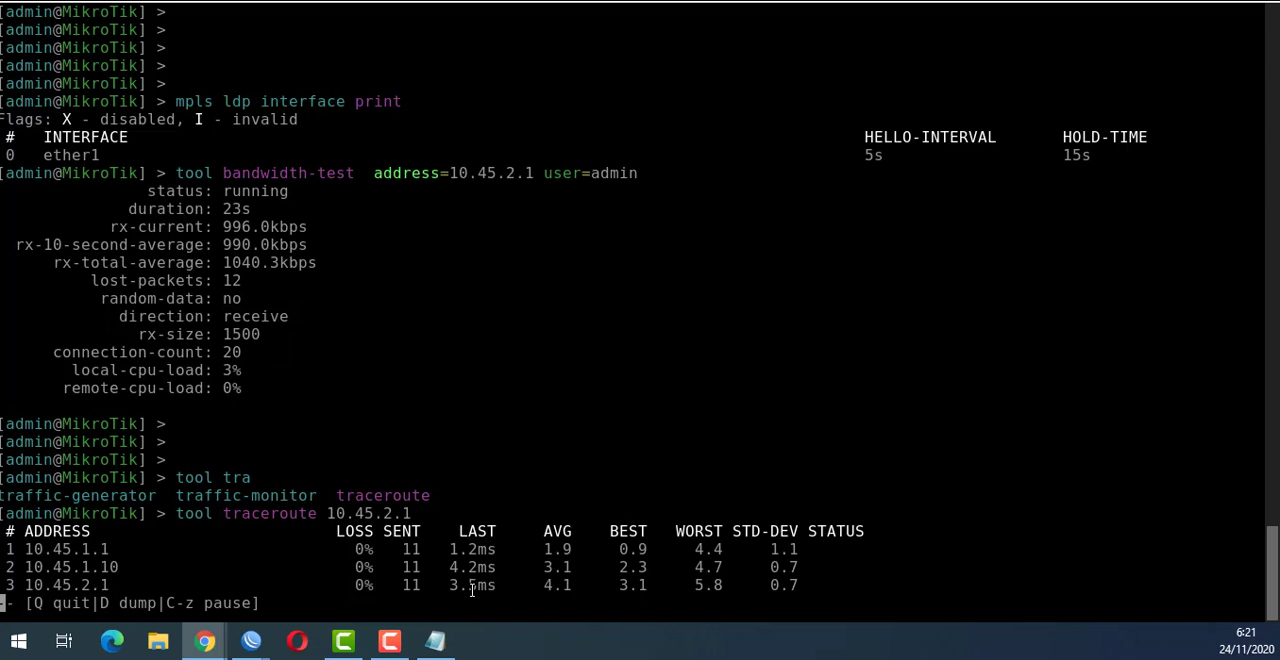 [admin@MikroTik] >
[admin@MikroTik] >
[admin@MikroTik] >
[admin@MikroTik] >
[admin@MikroTik] >
[admin@MikroTik] > mpls ldp interface print
Flags: X - disabled, I - invalid
# INTERFACE HELLO-INTERVAL HOLD-TIME
0 ether1 5s 15s
[admin@MikroTik] > tool bandwidth-test address=10.45.2.1 user=admin
status: running
duration: 23s
rx-current: 996.0kbps
rx-10-second-average: 990.0kbps
rx-total-average: 1040.3kbps
lost-packets: 12
random-data: no
direction: receive
rx-size: 1500
connection-count: 20
local-cpu-load: 3%
remote-cpu-load: 0%
[admin@MikroTik] >
[admin@MikroTik] >
[admin@MikroTik] >
[admin@MikroTik] > tool tra
traffic-generator traffic-monitor traceroute
[admin@MikroTik] > tool traceroute 10.45.2.1
# ADDRESS LOSS SENT LAST AVG BEST WORST STD-DEV STATUS
1 10.45.1.1 0% 11 1.2ms 1.9 0.9 4.4 1.1
2 10.45.1.10 0% 11 4.2ms 3.1 2.3 4.7 0.7
3 10.45.2.1 0% 11 3.5ms 4.1 3.1 5.8 0.7
-- [Q quit|D dump|C-z pause]
6:21
24/11/2020